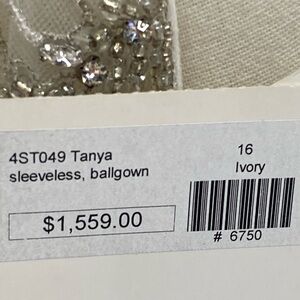 4ST049 Tanya
sleeveless, ballgown
$1,559.00
16
Ivory
# 6750